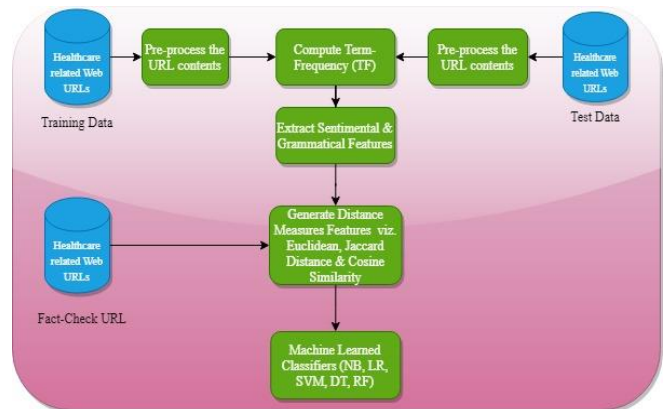 Healthcare
related Web
URLs
Training Data
Pre-process the
URL contents
Compute Term-
Frequency (TF)
Pre-process the
URL contents
Healthcare
related Web
URLs
Test Data
Extract Sentimental &
Grammatical Features
Generate Distance
Measures Features viz.
Euclidean, Jaccard
Distance & Cosine
Similarity
Healthcare
related Web
URLs
Fact-Check URL
Machine Learned
Classifiers (NB, LR,
SVM, DT, RF)